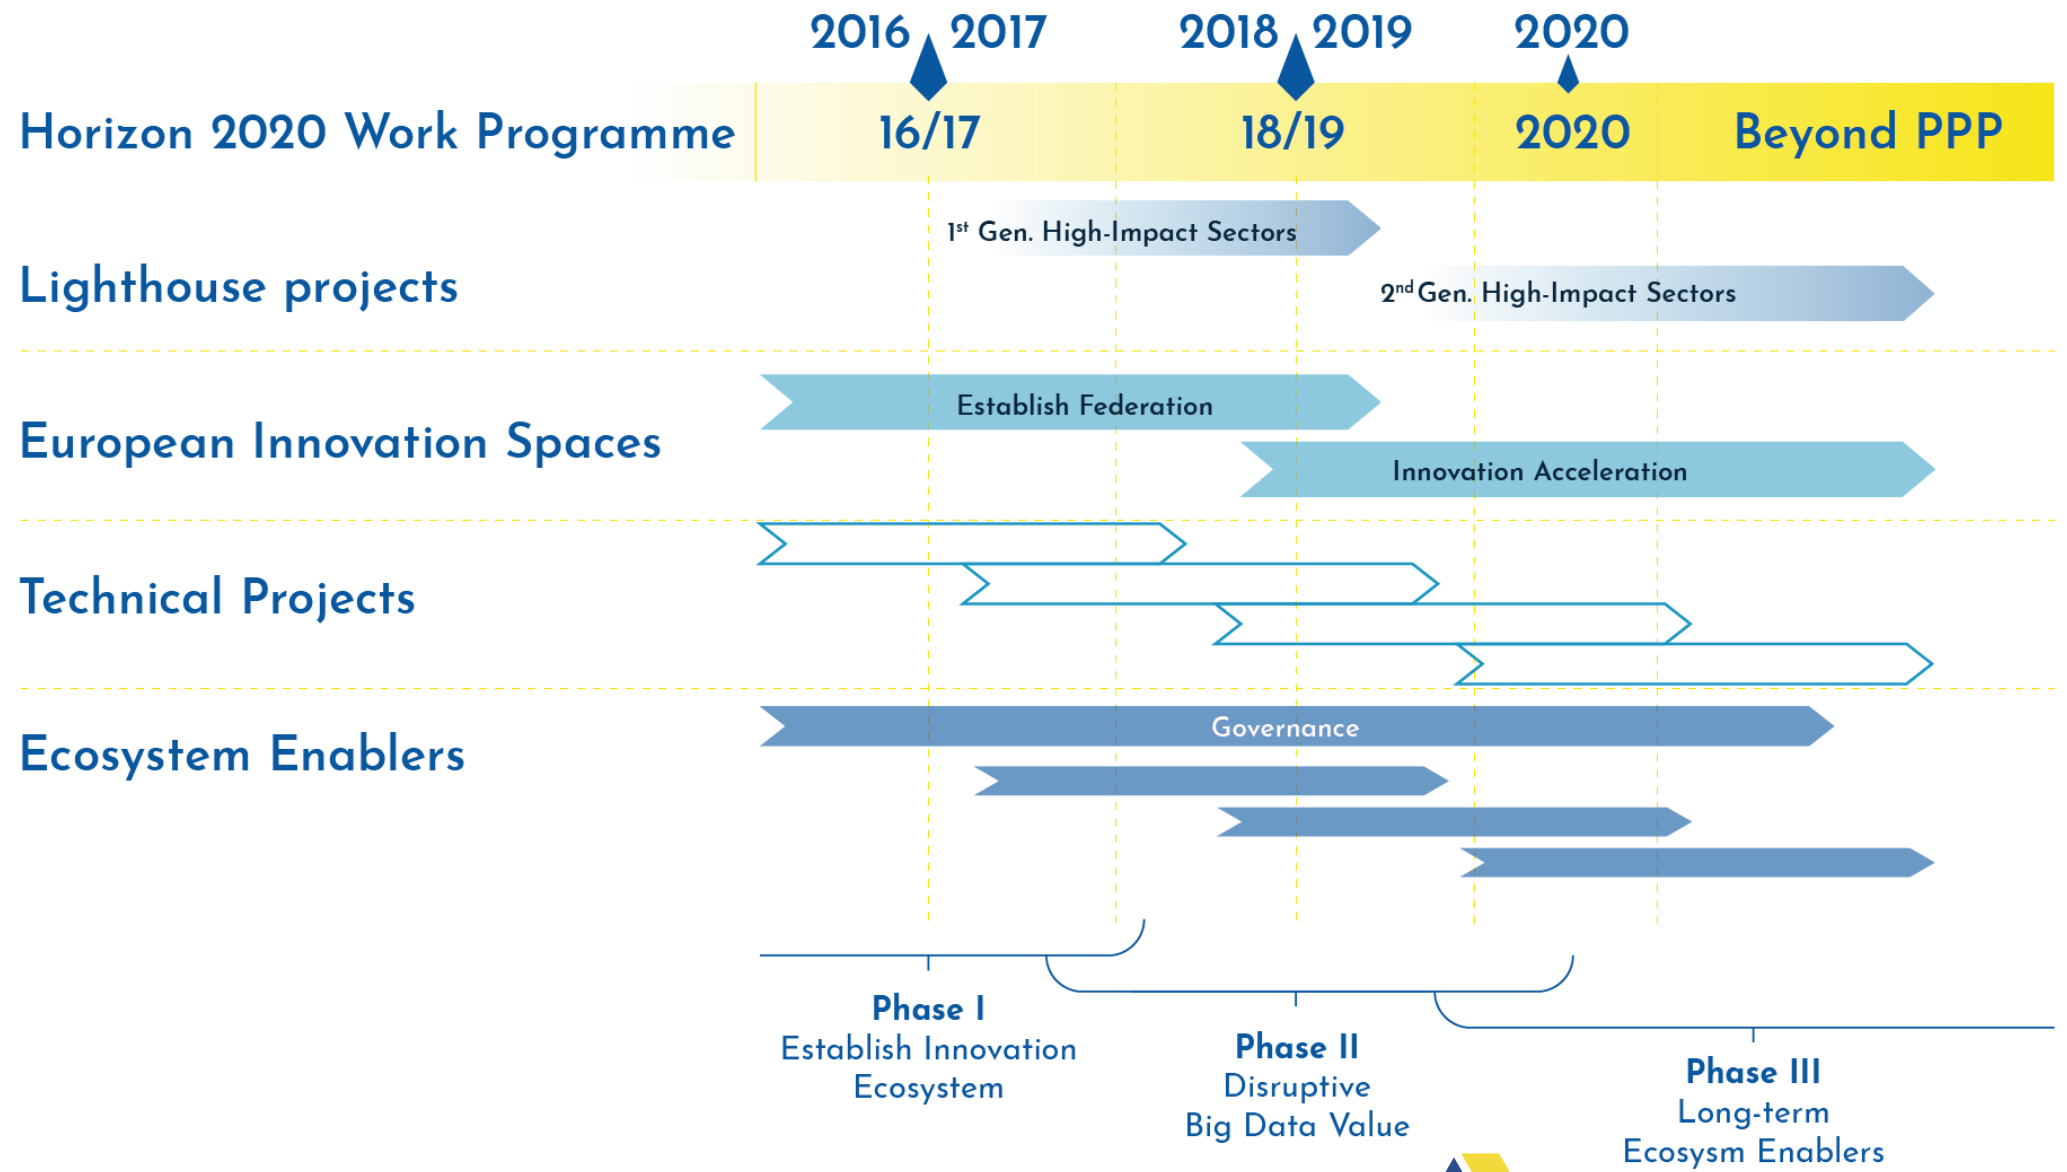 2016 2017 2018 2019 2020
Horizon 2020 Work Programme 16/17 18/19 2020 Beyond PPP
1st Gen. High-Impact Sectors
Lighthouse projects
2nd Gen. High-Impact Sectors
Establish Federation
European Innovation Spaces
Innovation Acceleration
Technical Projects
Governance
Ecosystem Enablers
Phase I
Establish Innovation
Ecosystem
Phase II
Disruptive
Big Data Value
Phase III
Long-term
Ecosysm Enablers